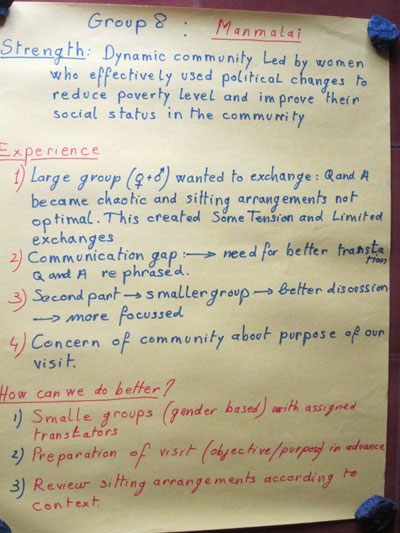 Group 8 : Manmalai
Strength: Dynamic community Led by women
who effectively used political changes to
reduce poverty level and improve their
social status in the community
Experience
1) Large group (♀+♂) wanted to exchange: Q and A
became chaotic and sitting arrangements not
optimal. This created Some Tension and Limited
exchanges
2) Communication gap: → need for better translation
Q and A rephrased.
3) Second part → smaller group → better discussion
→ more focussed
4) Concern of community about purpose of our
visit.
How can we do better?
1) Smalle groups (gender based) with assigned
translators
2) Preparation of visit (objective/purpose) in advance
3) Review sitting arrangements according to
context.